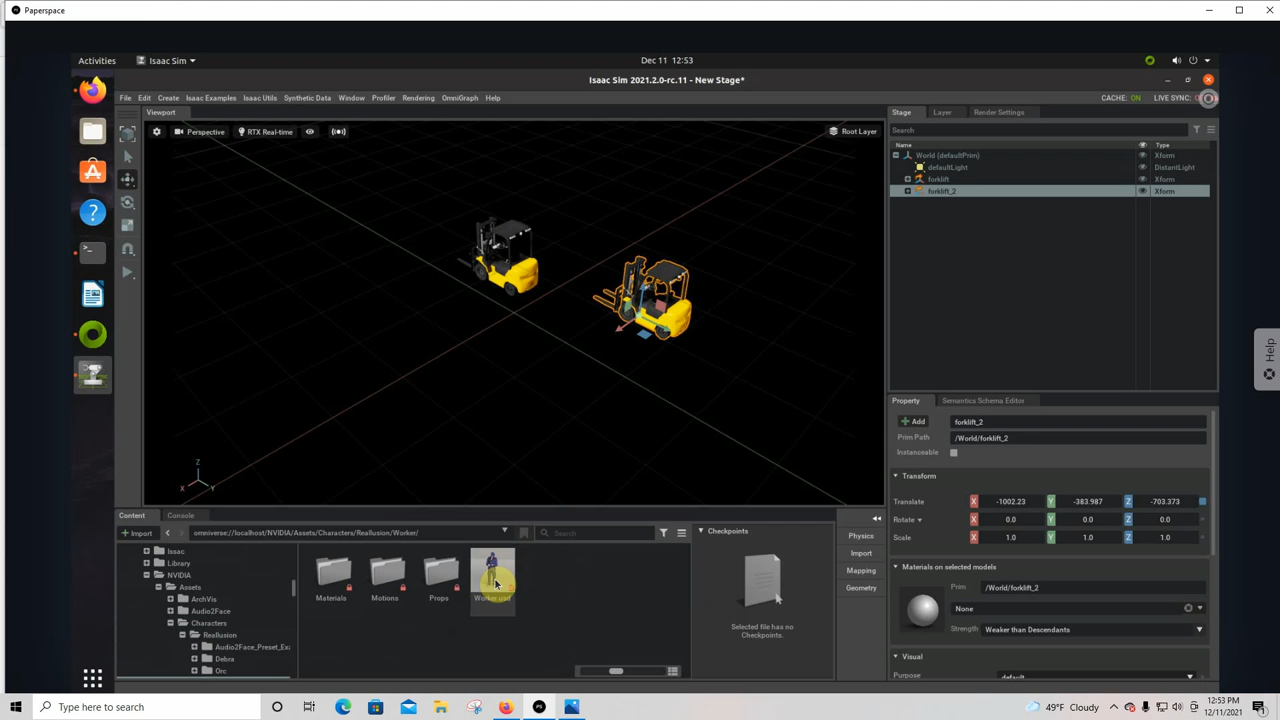 Paperspace
Activities
Isaac Sim
Dec 11 12:53
Isaac Sim 2021.2.0-rc.11 - New Stage*
File Edit Create Isaac Examples Isaac Utils Synthetic Data Window Profiler Rendering OmniGraph Help
CACHE: ON LIVE SYNC:
Viewport
Perspective
RTX Real-time
Root Layer
Stage Layer Render Settings
Search
Name Type
World (defaultPrim) Xform
defaultLight DistantLight
forklift Xform
forklift_2 Xform
Help
Property Semantics Schema Editor
Add forklift_2
Prim Path /World/forklift_2
Instanceable
Transform
Translate X -1002.23 Y -383.987 Z -703.373
Rotate X 0.0 Y 0.0 Z 0.0
Scale X 1.0 Y 1.0 Z 1.0
Materials on selected models
Prim /World/forklift_2
None
Strength Weaker than Descendants
Visual
Purpose default
Z
X Y
Content Console
Import omniverse://localhost/NVIDIA/Assets/Characters/Reallusion/Worker/ Search
Issac
Library
NVIDIA
Assets
ArchVis
Audio2Face
Characters
Reallusion
Audio2Face_Preset_Exa
Debra
Orc
Materials Motions Props Worker.usd
Checkpoints
Selected file has no
Checkpoints.
Physics
Import
Mapping
Geometry
Type here to search
49°F Cloudy
12:53 PM
12/11/2021